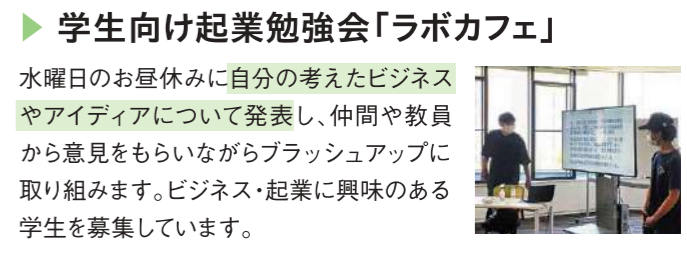 学生向け起業勉強会「ラボカフェ」
水曜日のお昼休みに自分の考えたビジネス
やアイディアについて発表し、仲間や教員
から意見をもらいながらブラッシュアップに
取り組みます。ビジネス・起業に興味のある
学生を募集しています。